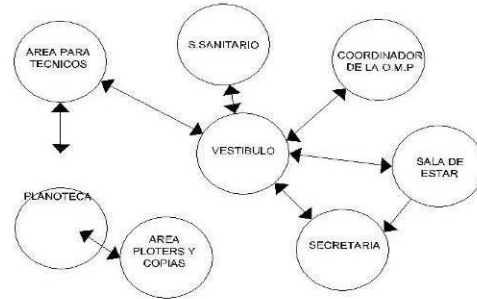 AREA PARA
TECNICOS
S.SANITARIO
COORDINADOR
DE LA O.M.P
VESTIBULO
SALA DE
ESTAR
PLANOTECA
AREA
PLOTERS Y
COPIAS
SECRETARIA